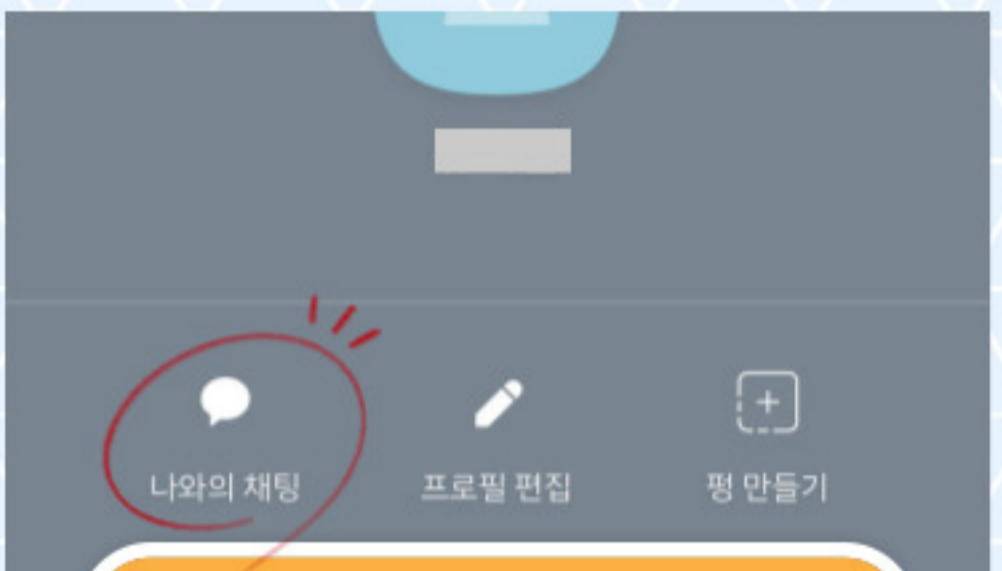 나와의 채팅
프로필 편집
펑 만들기